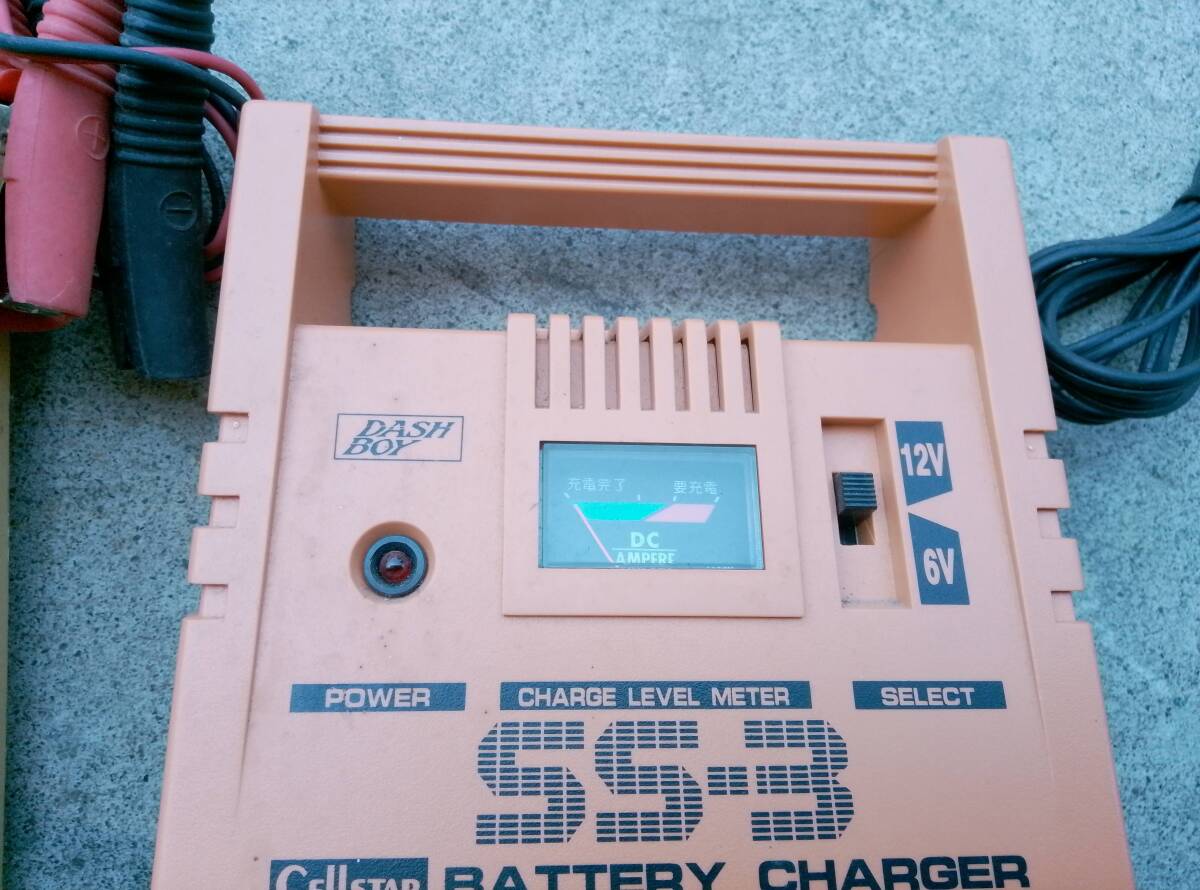 DASH
BOY
充電完了 要充電
DC
AMPERE
12V
6V
POWER
CHARGE LEVEL METER
SELECT
SS-3
CELLSTAR BATTERY CHARGER